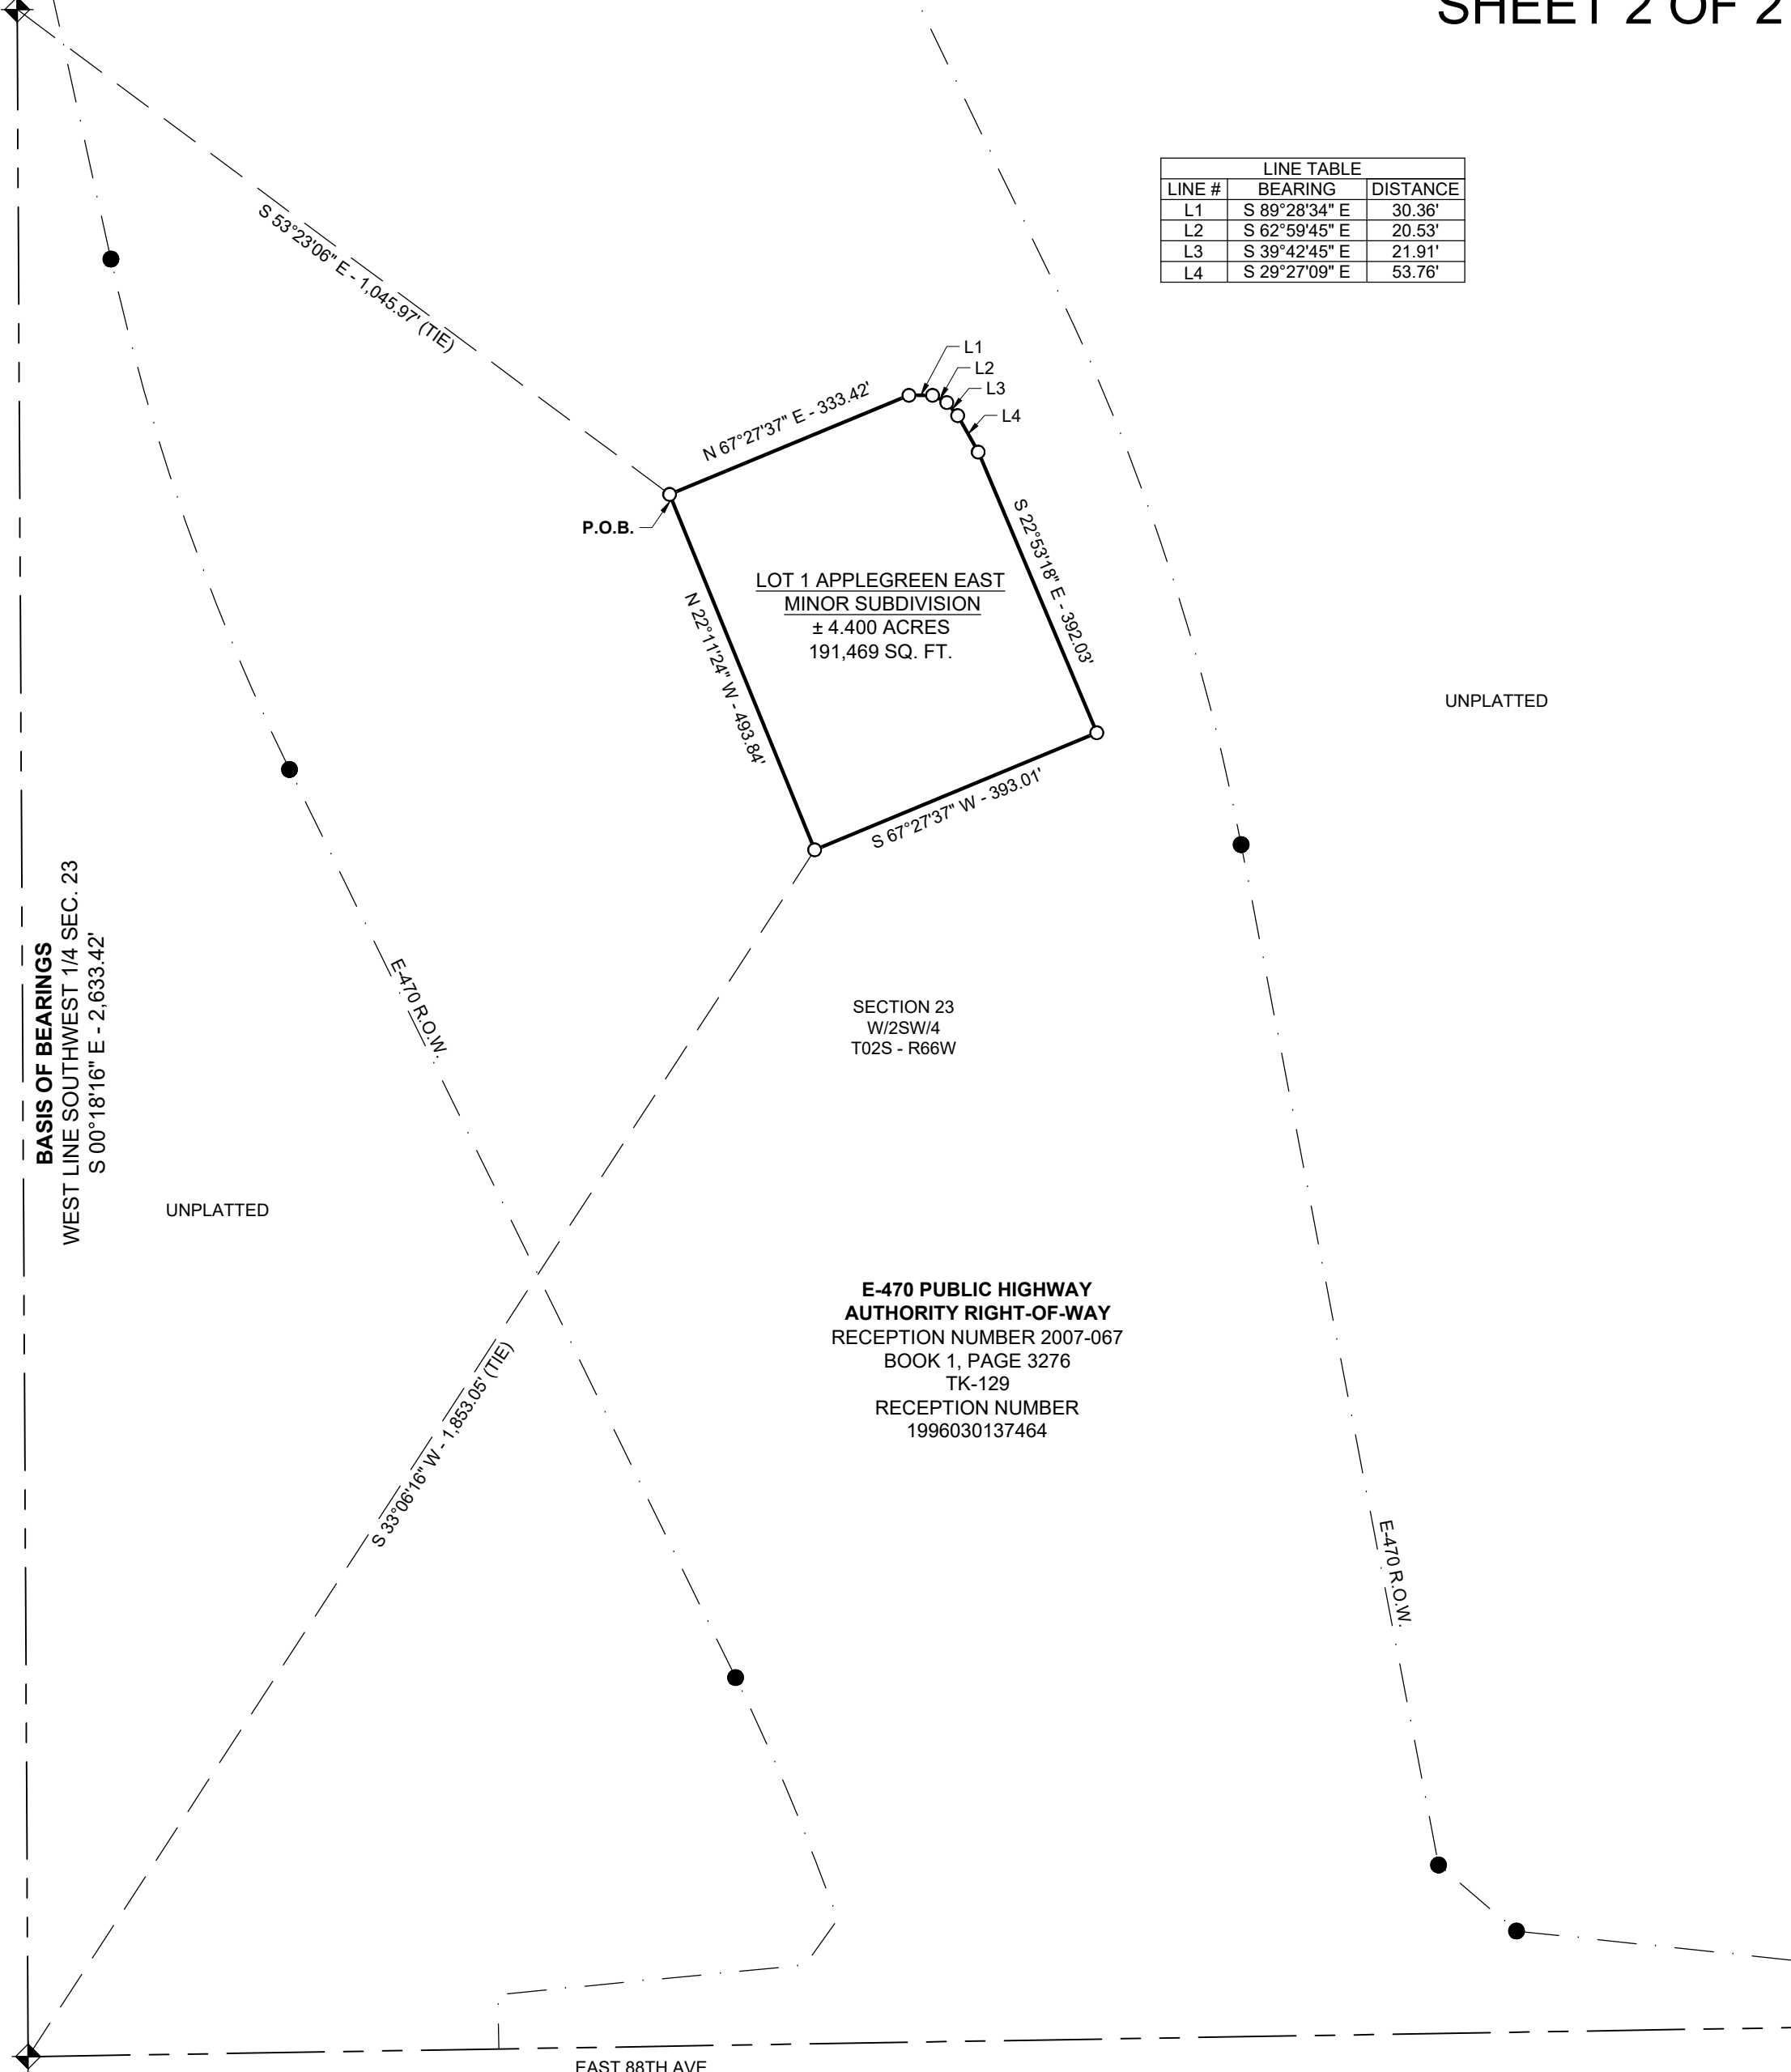 SHEET 2 OF 2
LINE TABLE
LINE # BEARING DISTANCE
L1 S 89°28'34" E 30.36'
L2 S 62°59'45" E 20.53'
L3 S 39°42'45" E 21.91'
L4 S 29°27'09" E 53.76'
S 53°23'06" E - 1,045.97' (TIE)
L1
L2
L3
L4
N 67°27'37" E - 333.42'
P.O.B.
S 22°53'18" E - 392.03'
LOT 1 APPLEGREEN EAST
MINOR SUBDIVISION
± 4.400 ACRES
191,469 SQ. FT.
N 22°11'24" W - 493.84'
UNPLATTED
S 67°27'37" W - 393.01'
BASIS OF BEARINGS
WEST LINE SOUTHWEST 1/4 SEC. 23
S 00°18'16" E - 2,633.42'
E-470 R.O.W.
SECTION 23
W/2SW/4
T02S - R66W
UNPLATTED
E-470 PUBLIC HIGHWAY
AUTHORITY RIGHT-OF-WAY
RECEPTION NUMBER 2007-067
BOOK 1, PAGE 3276
TK-129
RECEPTION NUMBER
1996030137464
S 33°06'16" W - 1,853.05' (TIE)
E-470 R.O.W.
EAST 88TH AVE